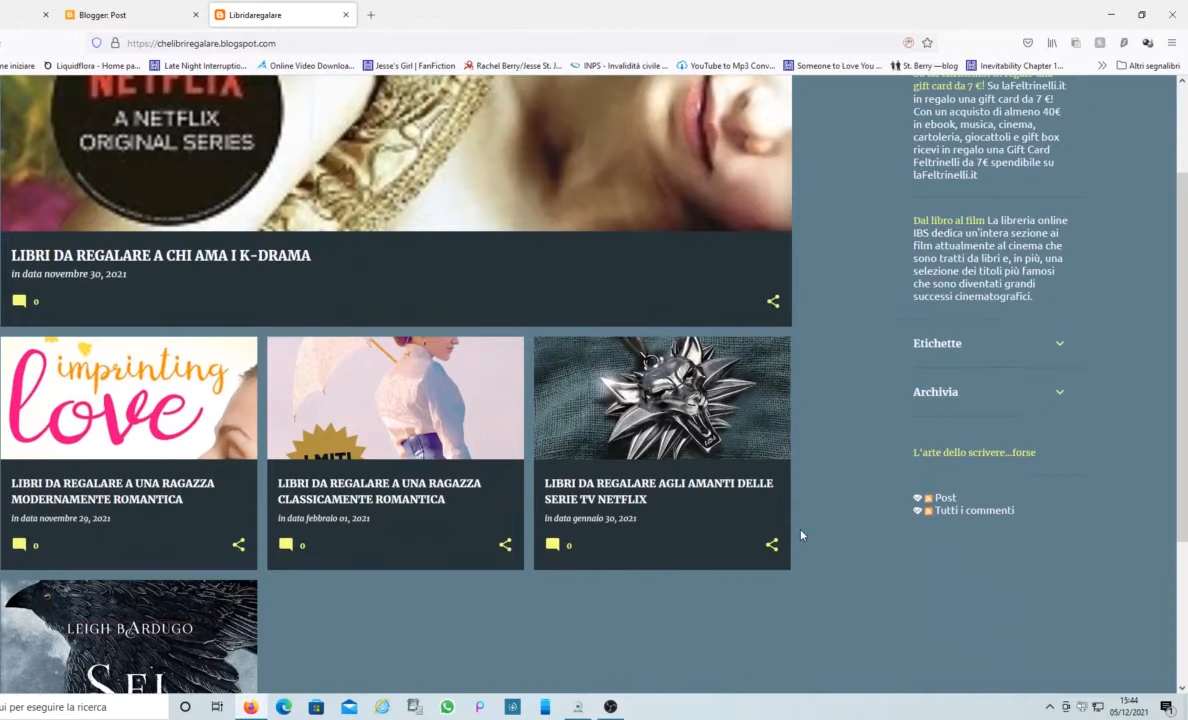 Blogger: Post
Libridaregalare
https://chelibriregalare.blogspot.com
me iniziare
Liquidflora - Home pa...
Late Night Interruptio...
Online Video Downloa...
Jesse's Girl | FanFiction
Rachel Berry/Jesse St. J...
INPS - Invalidità civile ...
YouTube to Mp3 Conv...
Someone to Love You ...
St. Berry —blog
Inevitability Chapter 1...
Altri segnalibri
NETFLIX
A NETFLIX
ORIGINAL SERIES
LIBRI DA REGALARE A CHI AMA I K-DRAMA
in data novembre 30, 2021
0
imprinting
love
LIBRI DA REGALARE A UNA RAGAZZA
MODERNAMENTE ROMANTICA
in data novembre 29, 2021
0
I MITI
LIBRI DA REGALARE A UNA RAGAZZA
CLASSICAMENTE ROMANTICA
in data febbraio 01, 2021
0
LIBRI DA REGALARE AGLI AMANTI DELLE
SERIE TV NETFLIX
in data gennaio 30, 2021
0
LEIGH BARDUGO
SEI
gift card da 7 €! Su laFeltrinelli.it
in regalo una gift card da 7 €!
Con un acquisto di almeno 40€
in ebook, musica, cinema,
cartoleria, giocattoli e gift box
ricevi in regalo una Gift Card
Feltrinelli da 7€ spendibile su
laFeltrinelli.it
Dal libro al film La libreria online
IBS dedica un'intera sezione ai
film attualmente al cinema che
sono tratti da libri e, in più, una
selezione dei titoli più famosi
che sono diventati grandi
successi cinematografici.
Etichette
Archivia
L'arte dello scrivere...forse
Post
Tutti i commenti
ui per eseguire la ricerca
15:44
05/12/2021
1